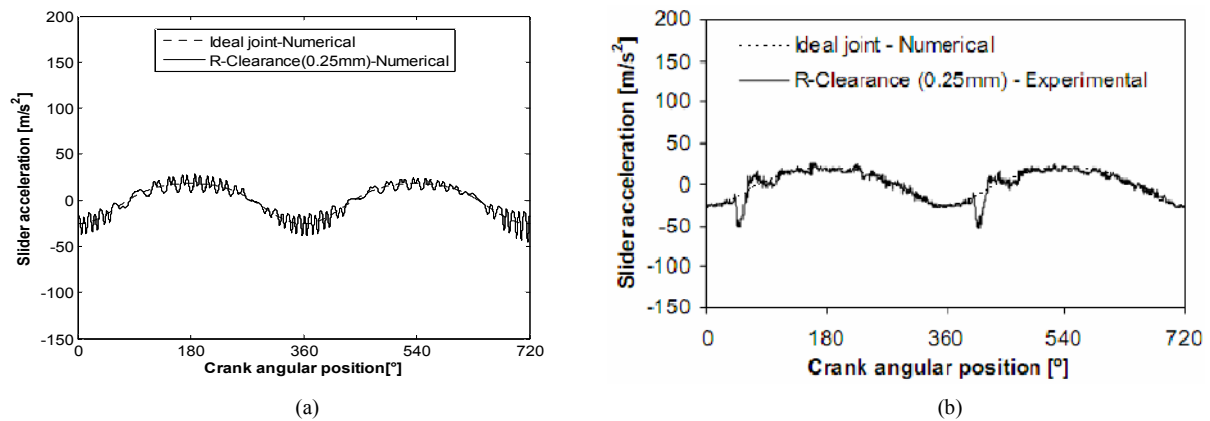 200
150
100
50
0
-50
-100
-150
Slider acceleration [m/s²]
Ideal joint-Numerical
R-Clearance(0.25mm)-Numerical
0 180 360 540 720
Crank angular position[°]
(a)
200
150
100
50
0
-50
-100
-150
Slider acceleration [m/s²]
Ideal joint - Numerical
R-Clearance (0.25mm) - Experimental
0 180 360 540 720
Crank angular position [°]
(b)